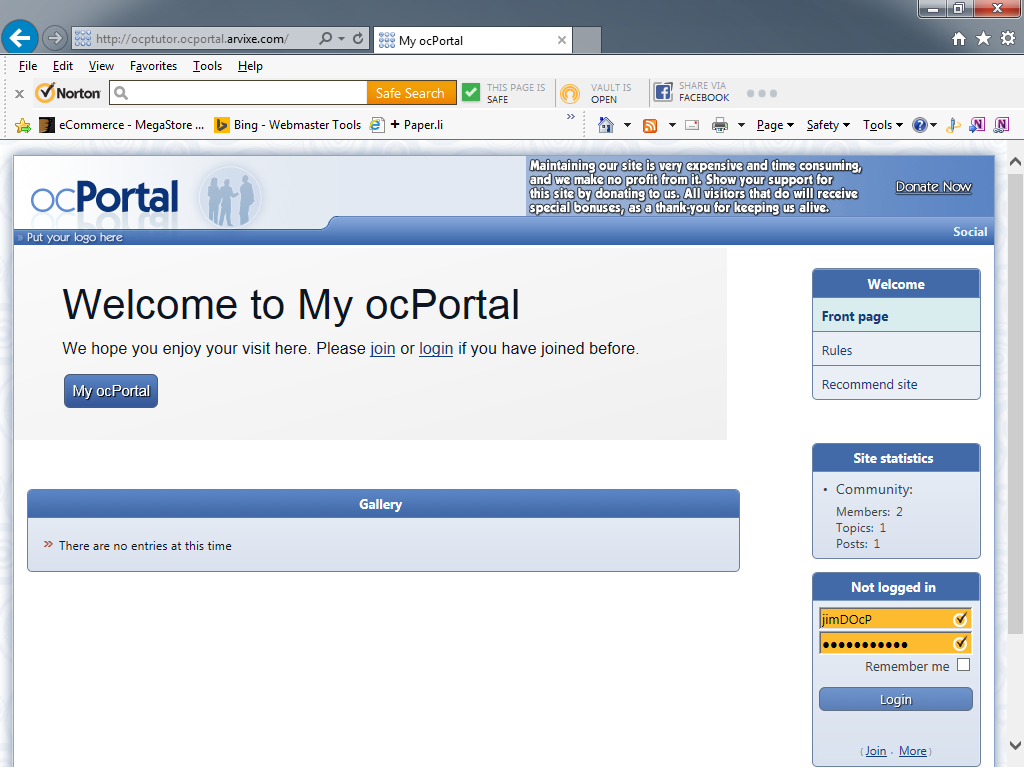 http://ocptutor.ocportal.arvixe.com/
My ocPortal
File Edit View Favorites Tools Help
Norton
Safe Search
THIS PAGE IS
SAFE
VAULT IS
OPEN
SHARE VIA
FACEBOOK
eCommerce - MegaStore ...
Bing - Webmaster Tools
+ Paper.li
Page
Safety
Tools
ocPortal
Maintaining our site is very expensive and time consuming,
and we make no profit from it. Show your support for
this site by donating to us. All visitors that do will receive
special bonuses, as a thank-you for keeping us alive.
Donate Now
» Put your logo here
Social
Welcome to My ocPortal
We hope you enjoy your visit here. Please join or login if you have joined before.
My ocPortal
Gallery
» There are no entries at this time
Welcome
Front page
Rules
Recommend site
Site statistics
• Community:
Members: 2
Topics: 1
Posts: 1
Not logged in
jimDOcP
•••••••••••
Remember me
Login
( Join · More )